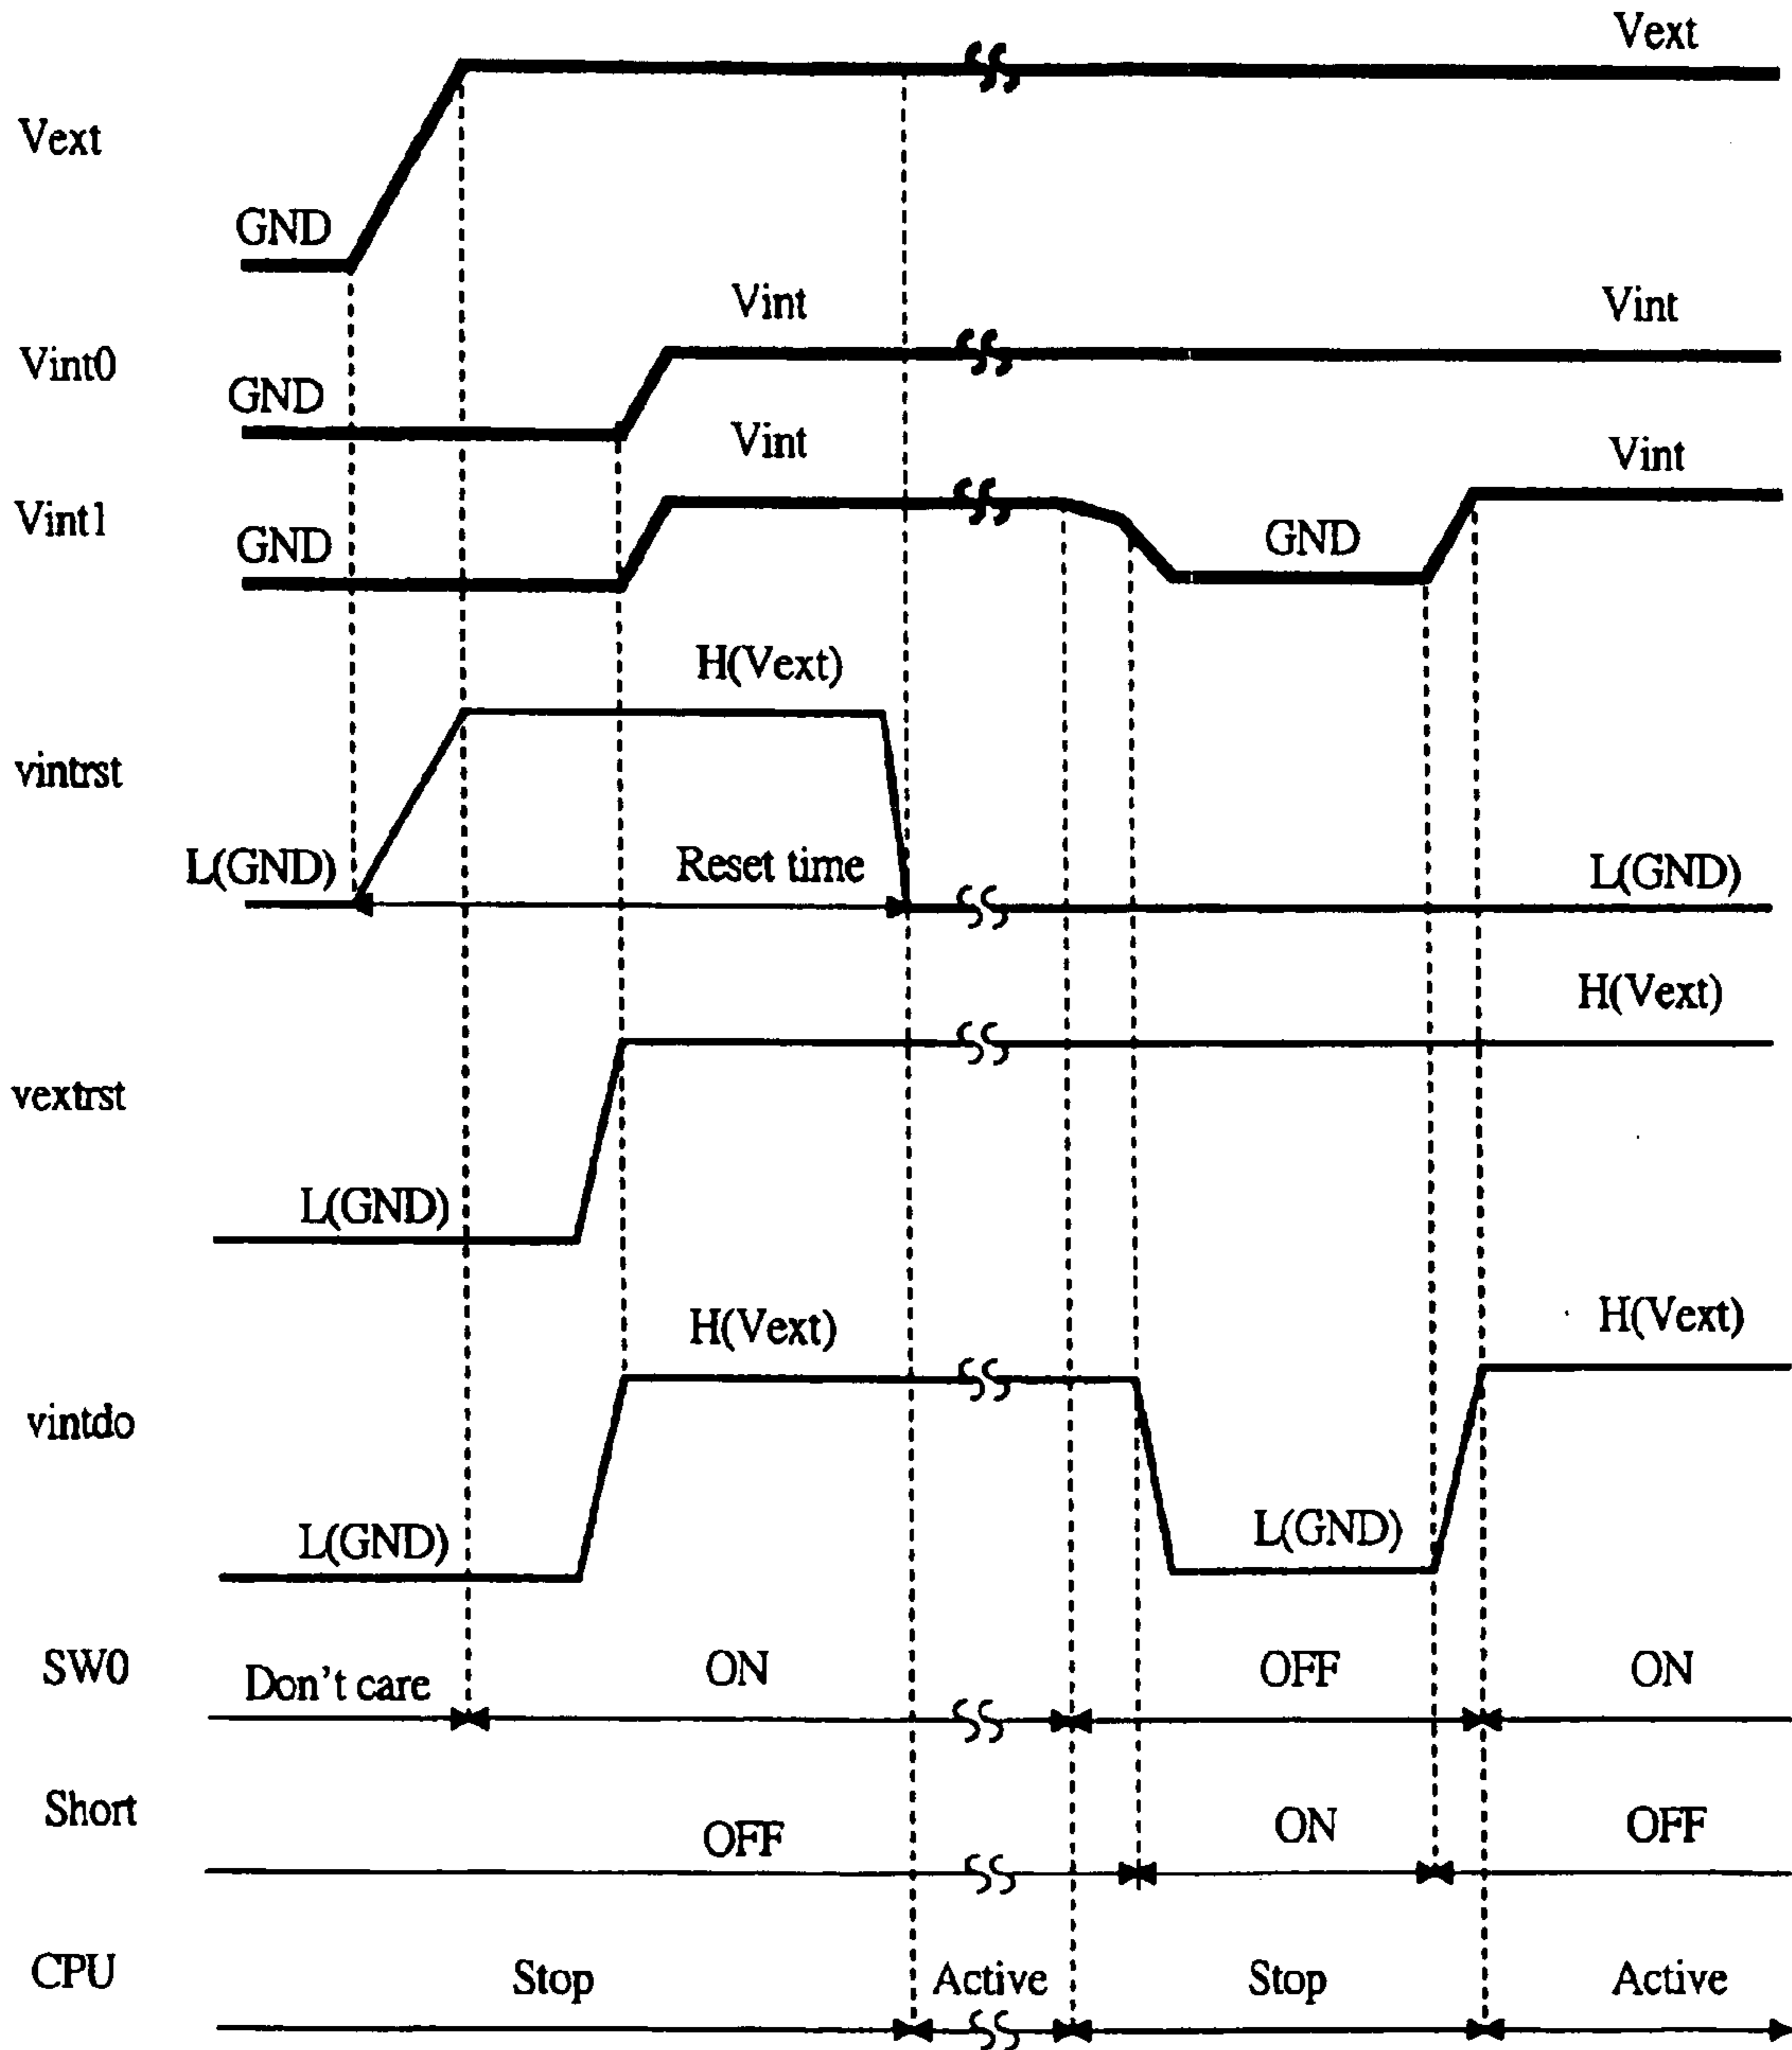 Vext
Vext
GND
Vint
Vint
Vint0
GND
Vint
Vint
Vint1
GND
GND
H(Vext)
vintrst
L(GND)
Reset time
L(GND)
H(Vext)
vextrst
L(GND)
H(Vext)
H(Vext)
vintdo
L(GND)
L(GND)
SW0
Don't care
ON
OFF
ON
Short
OFF
ON
OFF
CPU
Stop
Active
Stop
Active